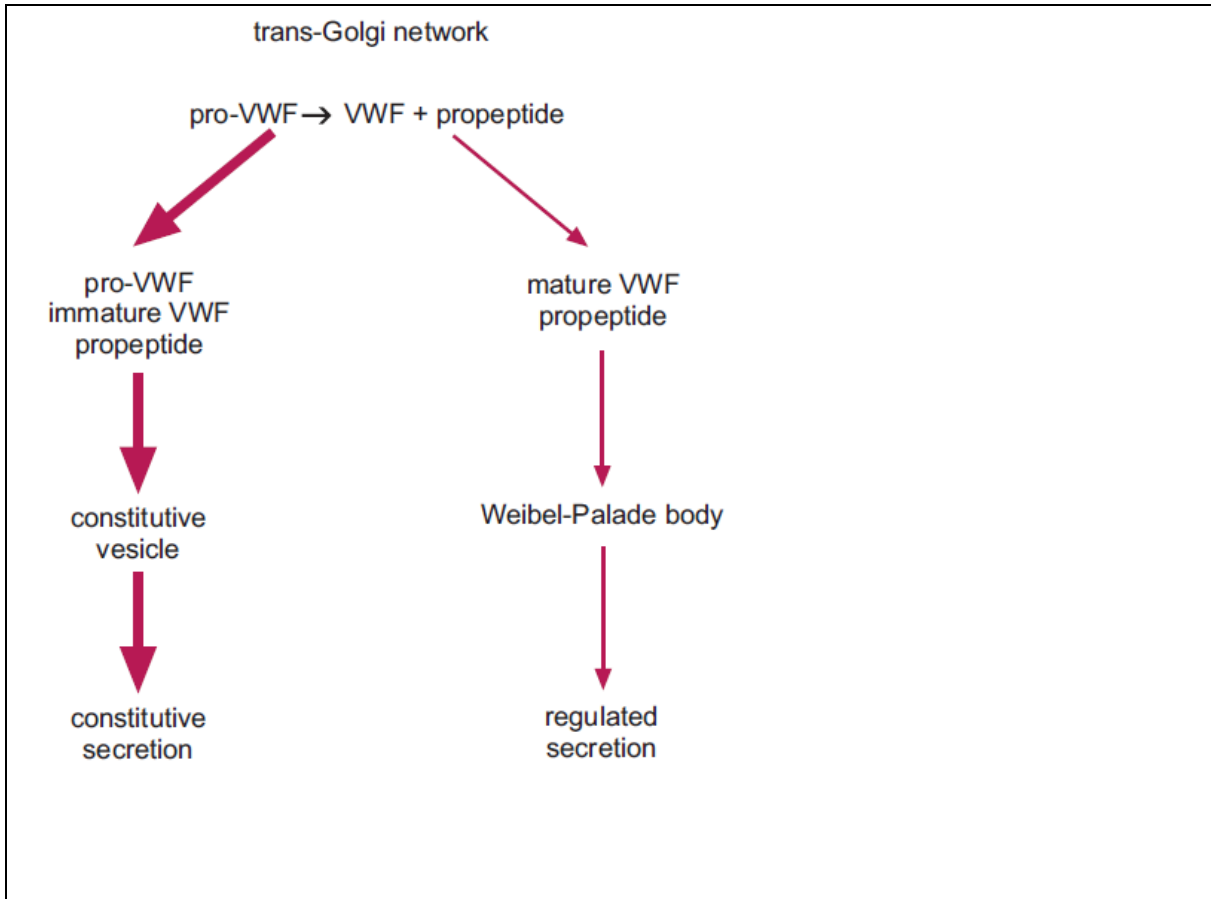 trans-Golgi network
pro-VWF → VWF + propeptide
pro-VWF
immature VWF
propeptide
mature VWF
propeptide
constitutive
vesicle
Weibel-Palade body
constitutive
secretion
regulated
secretion